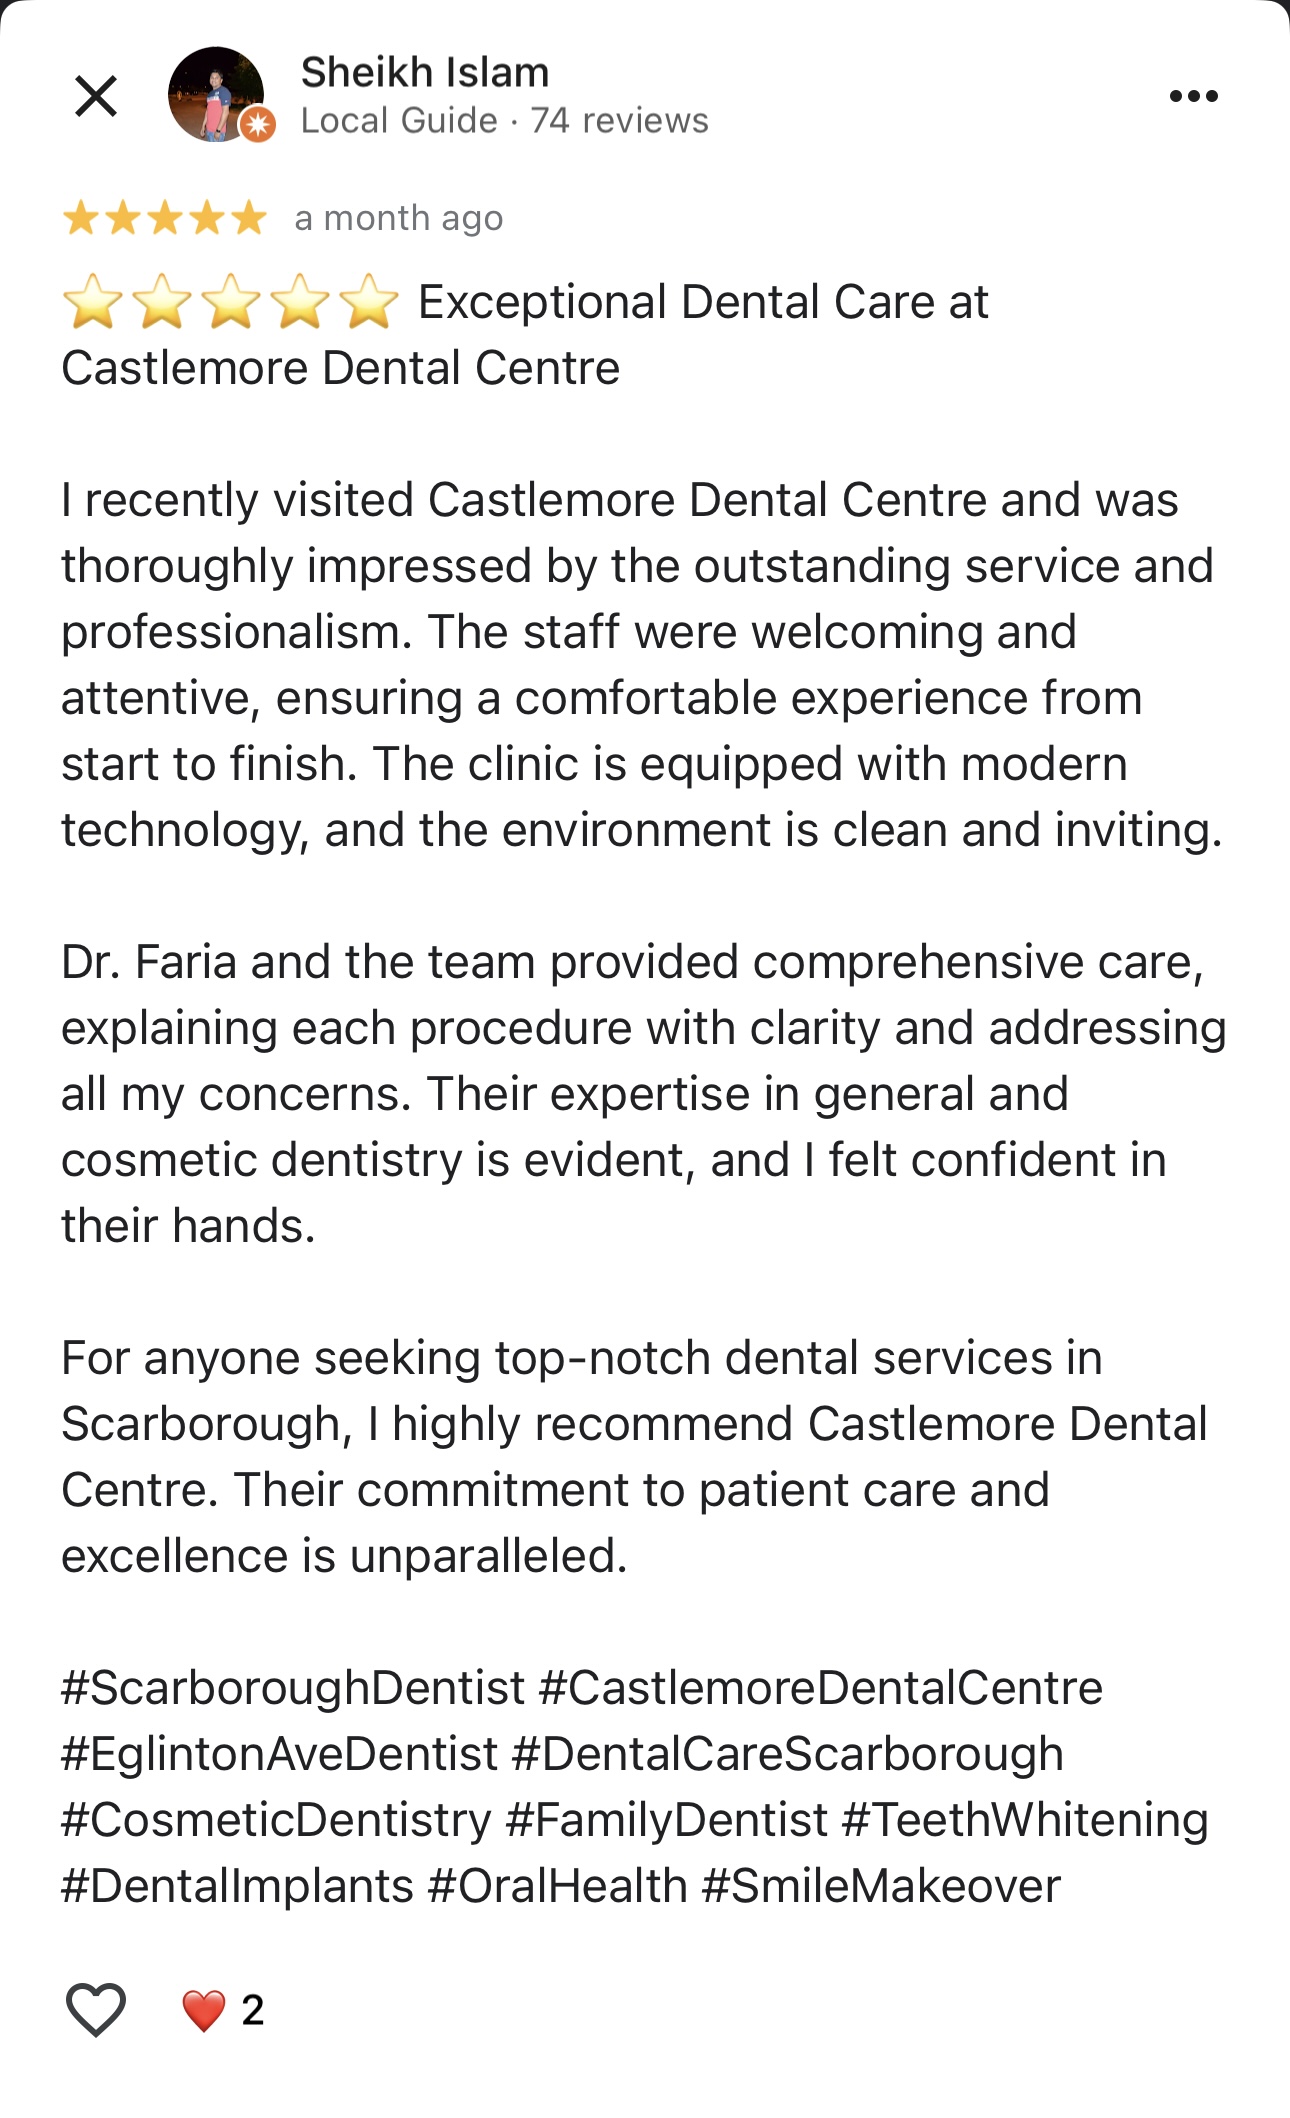 Sheikh Islam
Local Guide · 74 reviews
a month ago
⭐⭐⭐⭐⭐ Exceptional Dental Care at
Castlemore Dental Centre
I recently visited Castlemore Dental Centre and was
thoroughly impressed by the outstanding service and
professionalism. The staff were welcoming and
attentive, ensuring a comfortable experience from
start to finish. The clinic is equipped with modern
technology, and the environment is clean and inviting.
Dr. Faria and the team provided comprehensive care,
explaining each procedure with clarity and addressing
all my concerns. Their expertise in general and
cosmetic dentistry is evident, and I felt confident in
their hands.
For anyone seeking top-notch dental services in
Scarborough, I highly recommend Castlemore Dental
Centre. Their commitment to patient care and
excellence is unparalleled.
#ScarboroughDentist #CastlemoreDentalCentre
#EglintonAveDentist #DentalCareScarborough
#CosmeticDentistry #FamilyDentist #TeethWhitening
#DentalImplants #OralHealth #SmileMakeover
❤️ 2